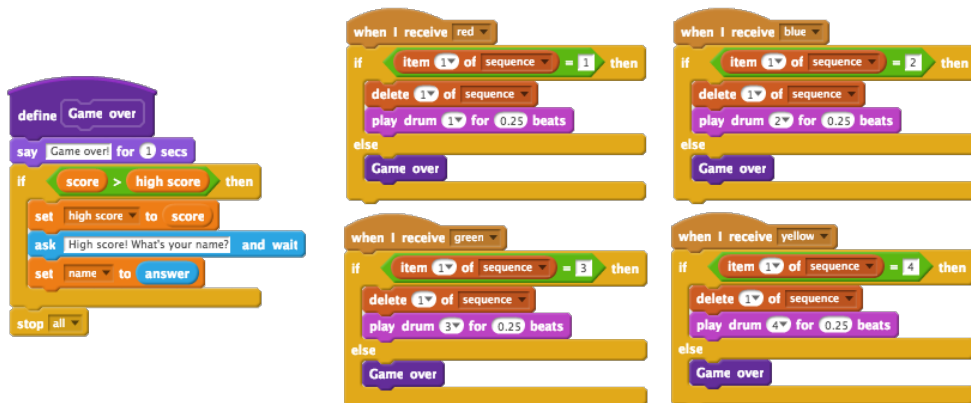 define Game over
say Game over! for 1 secs
if score > high score then
set high score to score
ask High score! What's your name? and wait
set name to answer
stop all
when I receive red
if item 1 of sequence = 1 then
delete 1 of sequence
play drum 1 for 0.25 beats
else
Game over
when I receive blue
if item 1 of sequence = 2 then
delete 1 of sequence
play drum 2 for 0.25 beats
else
Game over
when I receive green
if item 1 of sequence = 3 then
delete 1 of sequence
play drum 3 for 0.25 beats
else
Game over
when I receive yellow
if item 1 of sequence = 4 then
delete 1 of sequence
play drum 4 for 0.25 beats
else
Game over